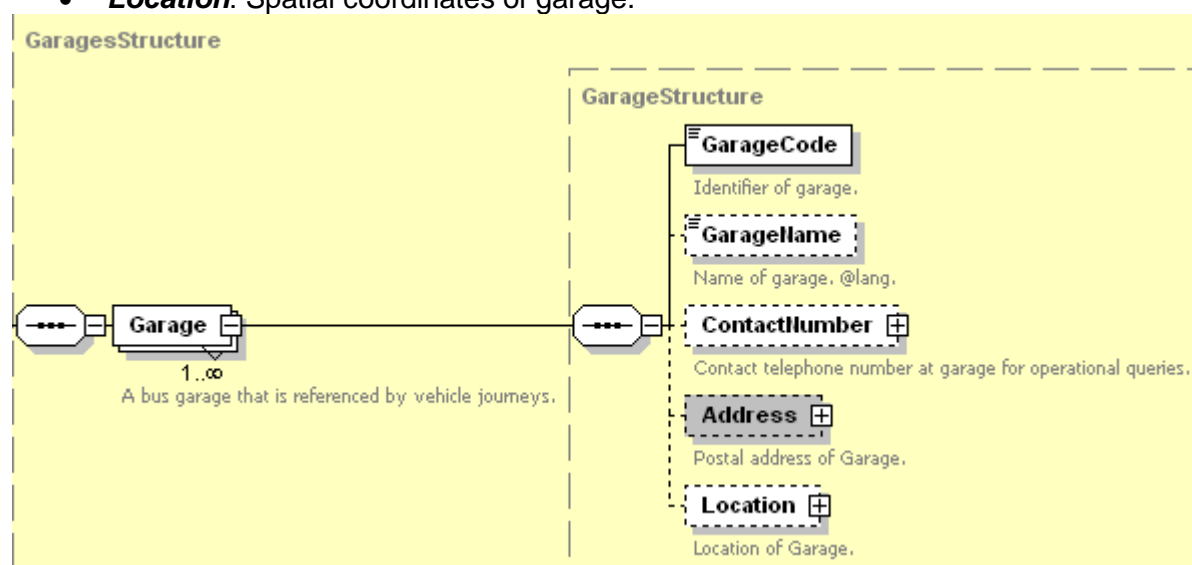 • Location: Spatial coordinates of garage.
GaragesStructure
GarageStructure
GarageCode
Identifier of garage.
GarageName
Name of garage. @lang.
Garage
1..∞
A bus garage that is referenced by vehicle journeys.
ContactNumber
Contact telephone number at garage for operational queries.
Address
Postal address of Garage.
Location
Location of Garage.